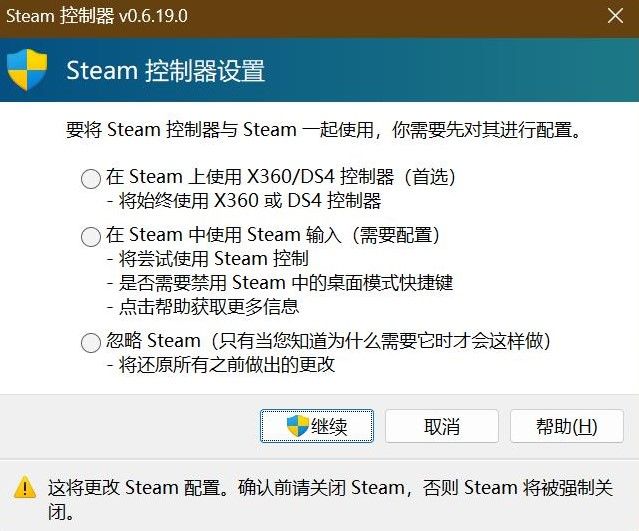 Steam 控制器 v0.6.19.0
Steam 控制器设置
要将 Steam 控制器与 Steam 一起使用，你需要先对其进行配置。
在 Steam 上使用 X360/DS4 控制器（首选）
- 将始终使用 X360 或 DS4 控制器
在 Steam 中使用 Steam 输入（需要配置）
- 将尝试使用 Steam 控制
- 是否需要禁用 Steam 中的桌面模式快捷键
- 点击帮助获取更多信息
忽略 Steam（只有当您知道为什么需要它时才会这样做）
- 将还原所有之前做出的更改
继续 取消 帮助(H)
这将更改 Steam 配置。确认前请关闭 Steam，否则 Steam 将被强制关
闭。